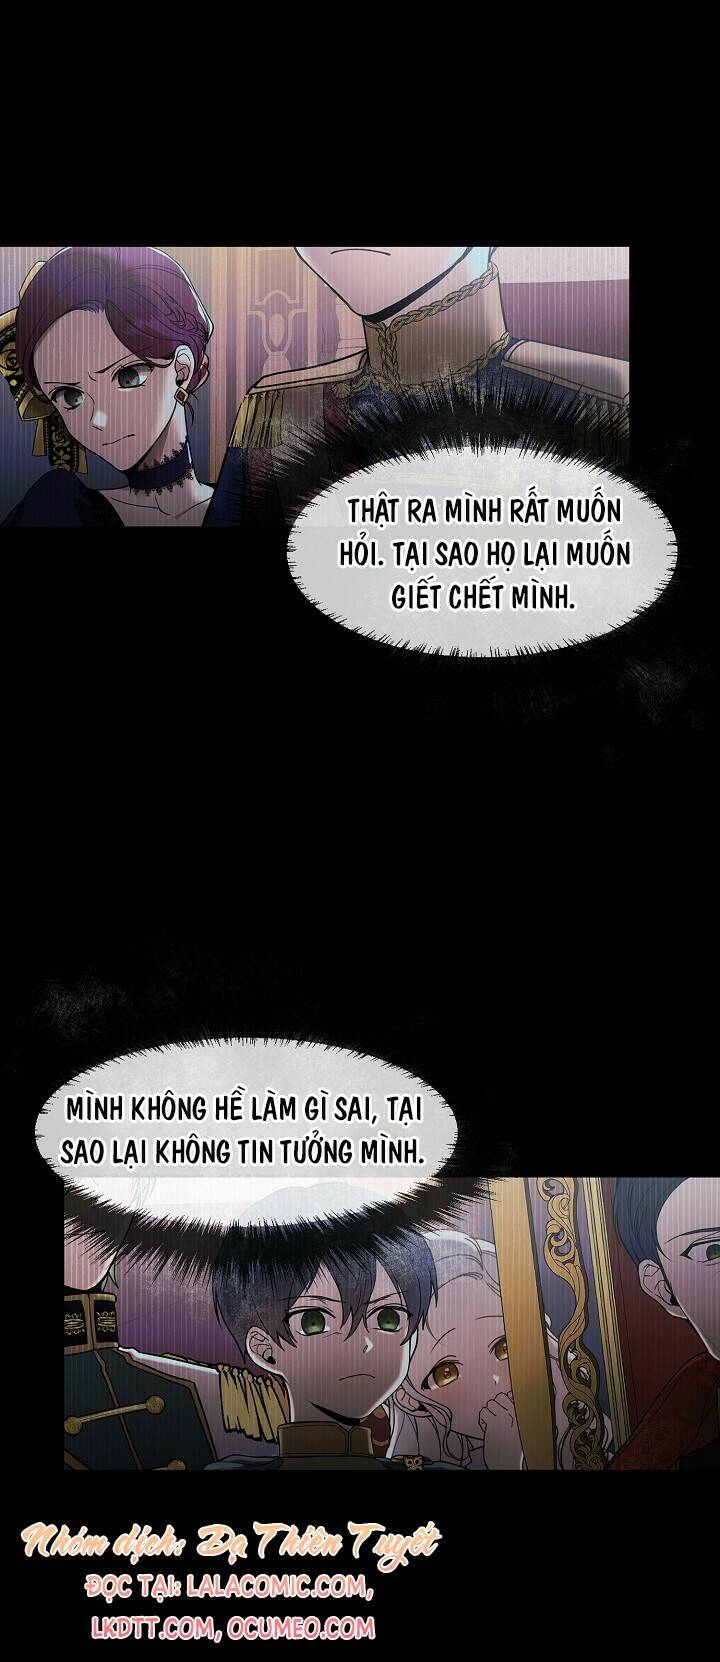 THẬT RA MÌNH RẤT MUỐN
HỎI. TẠI SAO HỌ LẠI MUỐN
GIẾT CHẾT MÌNH.
MÌNH KHÔNG HỀ LÀM GÌ SAI, TẠI
SAO LẠI KHÔNG TIN TƯỞNG MÌNH.
Nhóm dịch: Dạ Thiên Tuyết
ĐỌC TẠI: LALACOMIC.COM,
LKDTT.COM, OCUMEO.COM